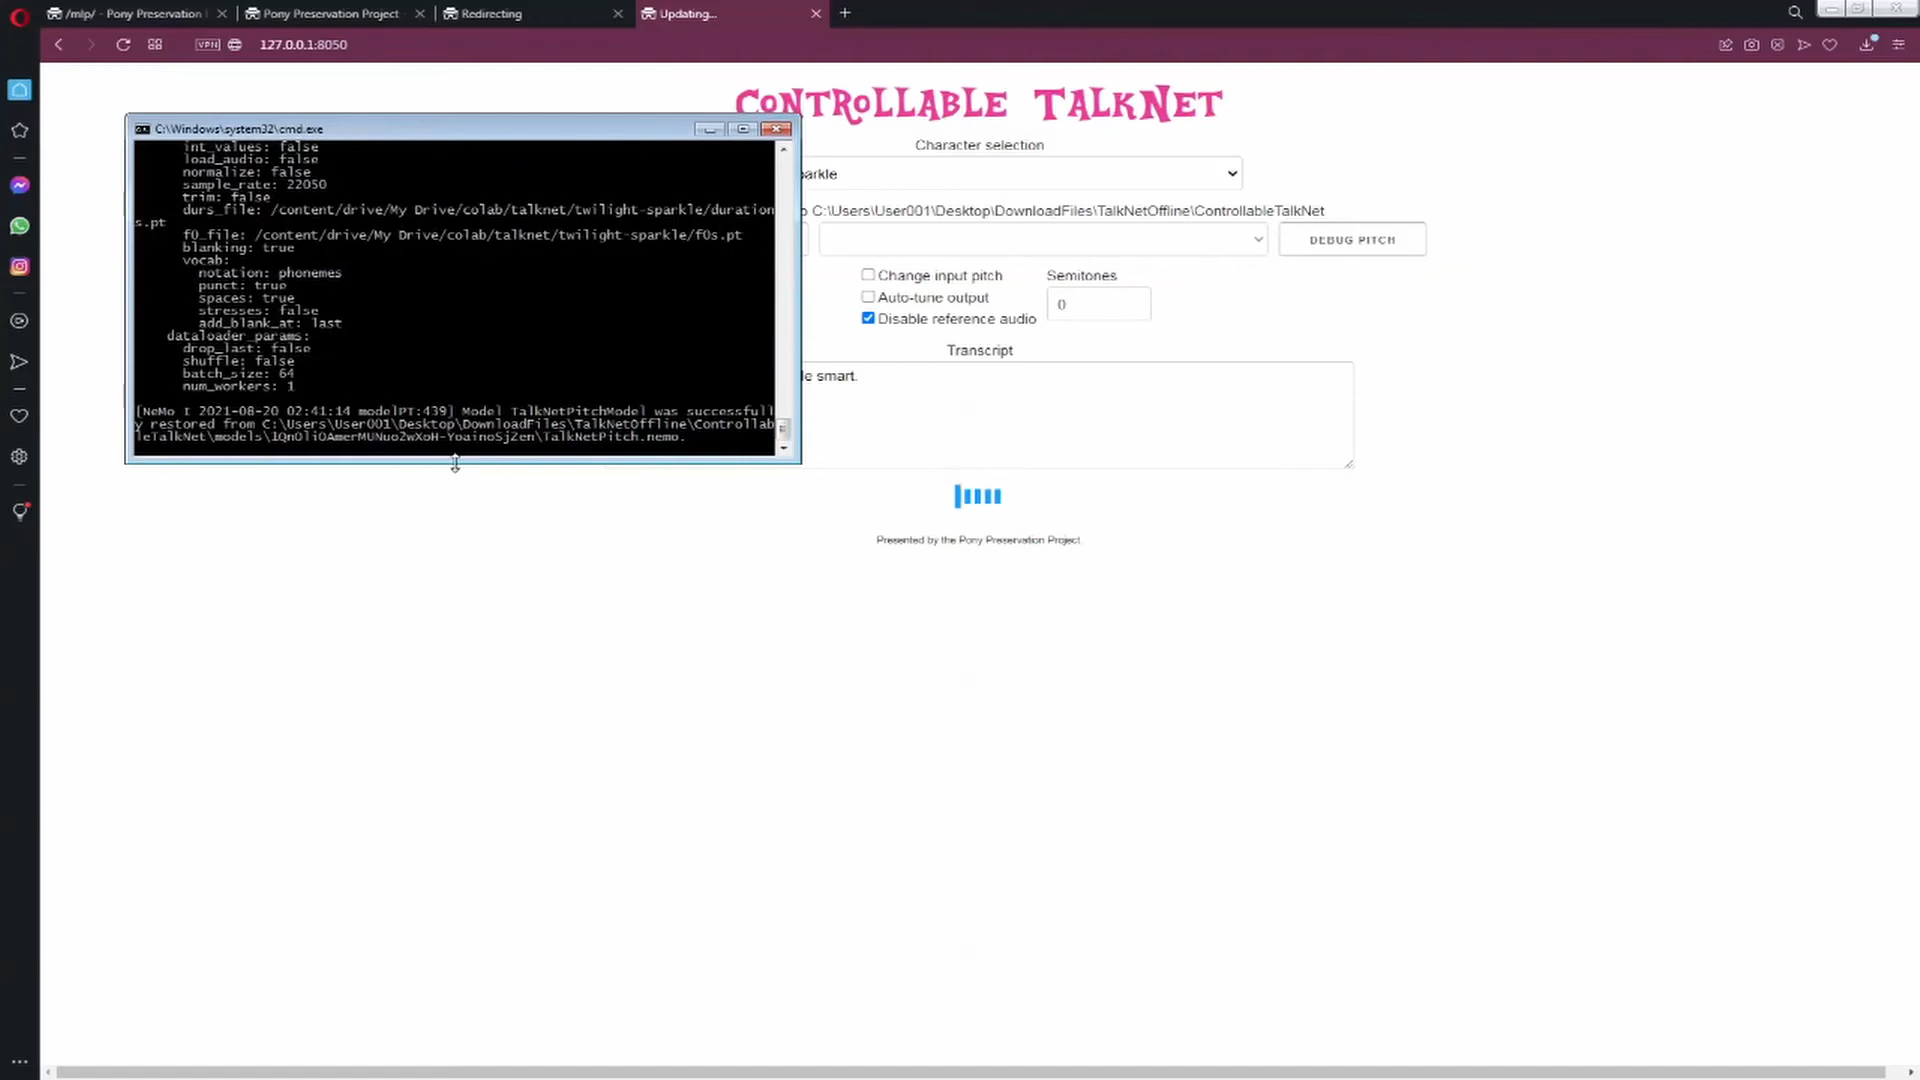 /mlp/ - Pony Preservation
Pony Preservation Project
Redirecting
Updating...
VPN
127.0.0.1:8050
CONTROLLABLE TALKNET
Character selection
arkle
C:\Users\User001\Desktop\DownloadFiles\TalkNetOffline\ControllableTalkNet
DEBUG PITCH
Change input pitch
Semitones
Auto-tune output
0
Disable reference audio
Transcript
le smart.
Presented by the Pony Preservation Project.
C:\Windows\system32\cmd.exe
int_values: false
load_audio: false
normalize: false
sample_rate: 22050
trim: false
durs_file: /content/drive/My Drive/colab/talknet/twilight-sparkle/duration
s.pt
f0_file: /content/drive/My Drive/colab/talknet/twilight-sparkle/f0s.pt
blanking: true
vocab:
notation: phonemes
punct: true
spaces: true
stresses: false
add_blank_at: last
dataloader_params:
drop_last: false
shuffle: false
batch_size: 64
num_workers: 1
[NeMo I 2021-08-20 02:41:14 modelPT:439] Model TalkNetPitchModel was successfull
y restored from C:\Users\User001\Desktop\DownloadFiles\TalkNetOffline\Controllab